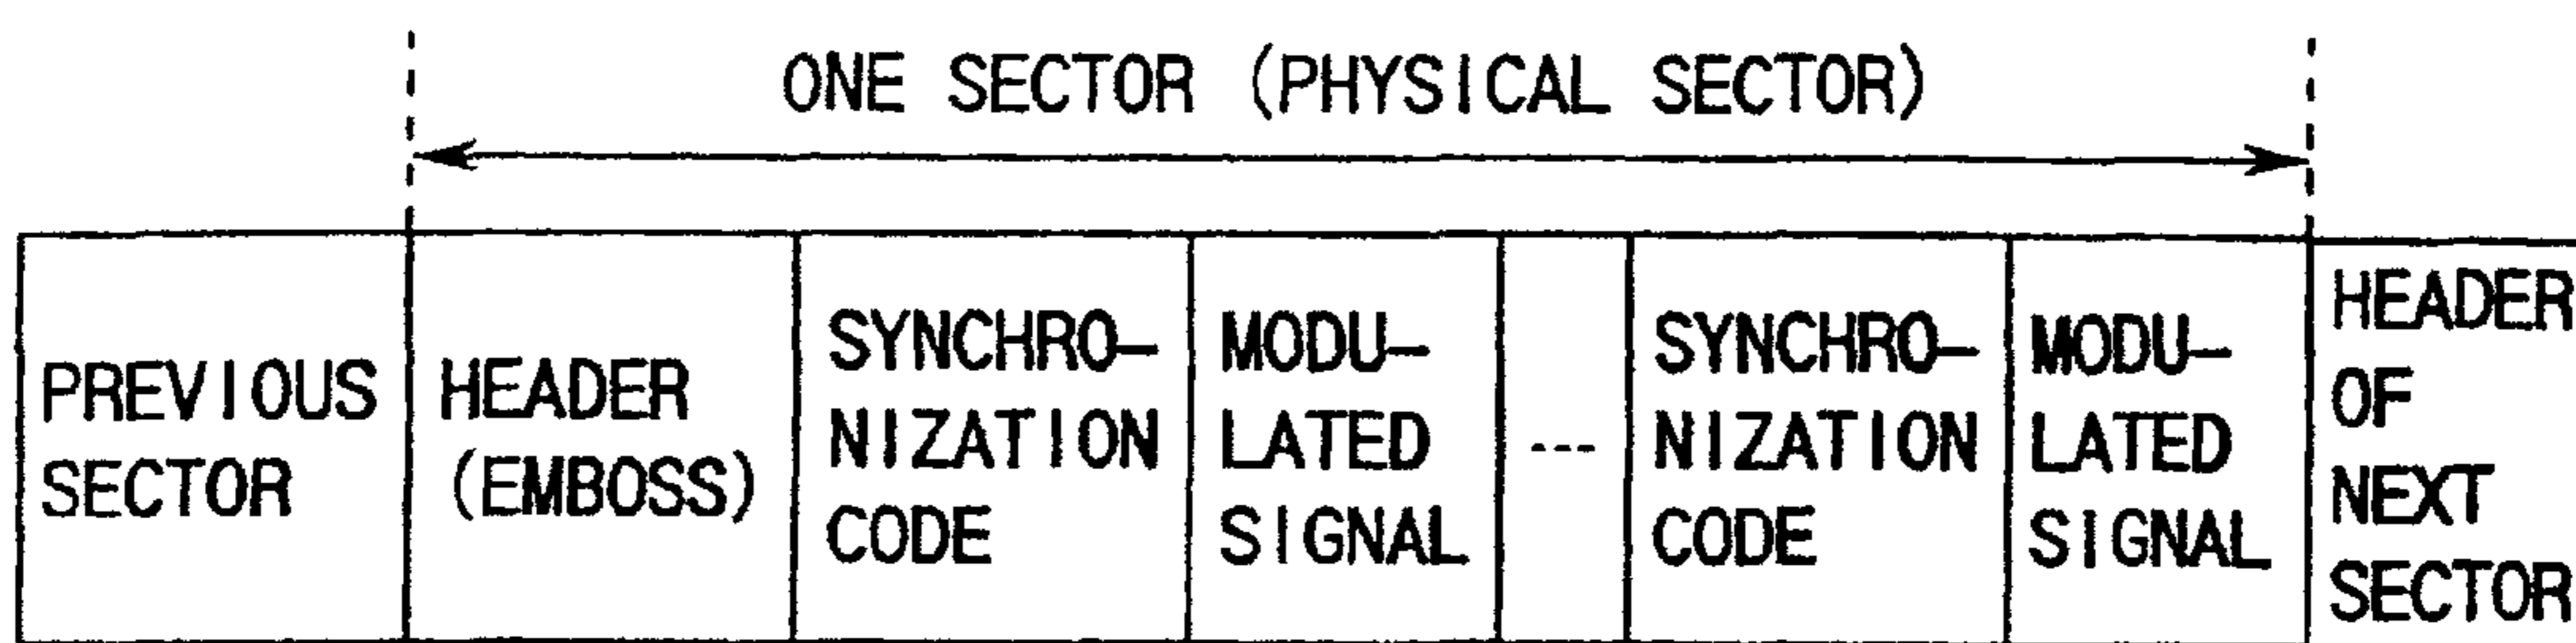 ONE SECTOR (PHYSICAL SECTOR)
PREVIOUS
SECTOR
HEADER
(EMBOSS)
SYNCHRO–
NIZATION
CODE
MODU–
LATED
SIGNAL
---
SYNCHRO–
NIZATION
CODE
MODU–
LATED
SIGNAL
HEADER
OF
NEXT
SECTOR